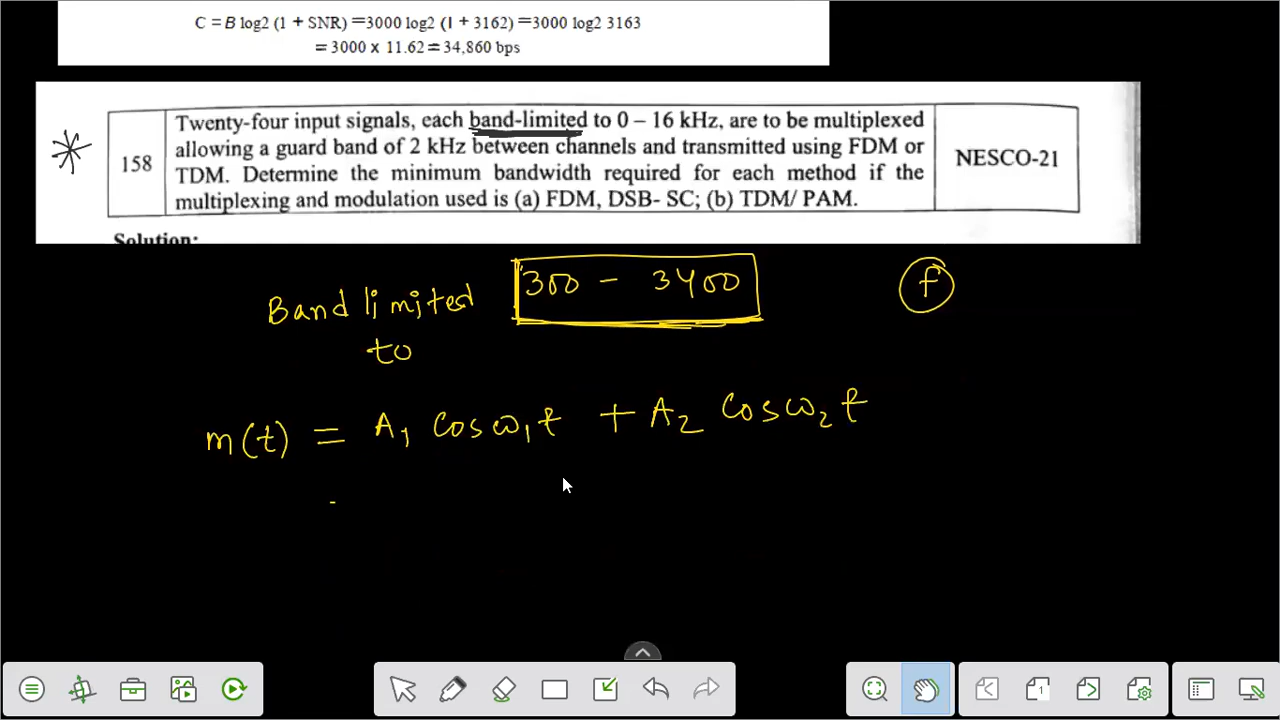 C = B log2 (1 + SNR) =3000 log2 (1 + 3162) =3000 log2 3163
= 3000 x 11.62 = 34,860 bps
158
Twenty-four input signals, each band-limited to 0 – 16 kHz, are to be multiplexed
allowing a guard band of 2 kHz between channels and transmitted using FDM or
TDM. Determine the minimum bandwidth required for each method if the
multiplexing and modulation used is (a) FDM, DSB- SC; (b) TDM/ PAM.
NESCO-21
Solution:
Band limited
to
300 - 3400
f
m(t) = A1 cosω1t + A2 cosω2t
1